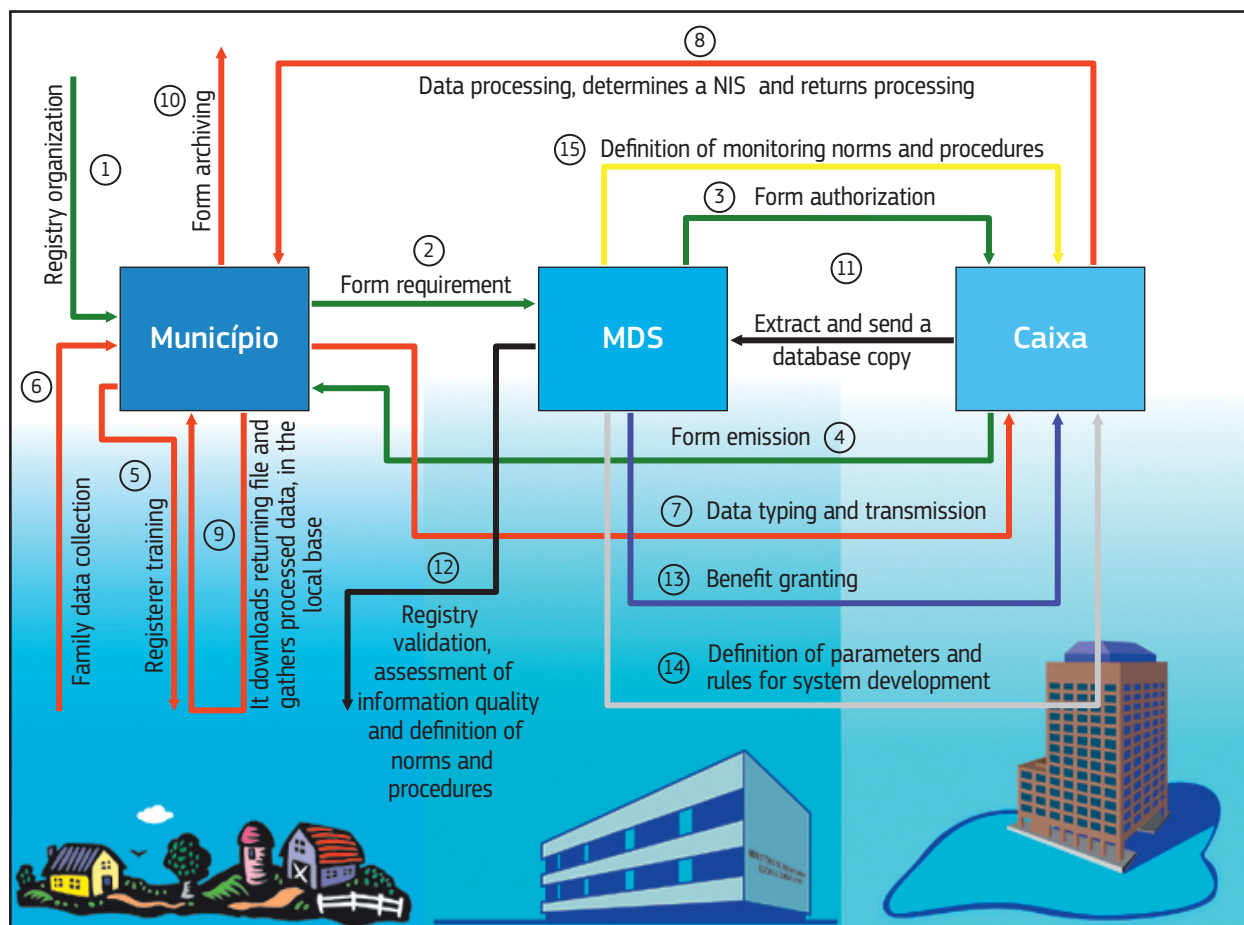 8
Data processing, determines a NIS and returns processing
10
Form archiving
Registry organization
1
15 Definition of monitoring norms and procedures
3 Form authorization
2
Form requirement
11
Extract and send a
database copy
Município
MDS
Caixa
6
Family data collection
5
Registerer training
9
It downloads returning file and
gathers processed data, in the
local base
Form emission 4
7 Data typing and transmission
12
Registry
validation,
assessment of
information quality
and definition of
norms and
procedures
13 Benefit granting
14 Definition of parameters and
rules for system development